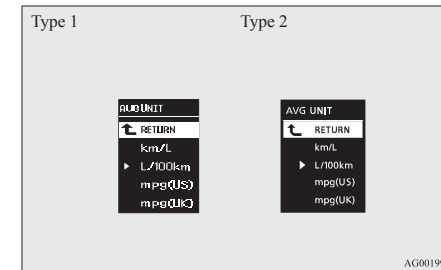 Type 1
Type 2
AVG UNIT
RETURN
km/L
L/100km
mpg(US)
mpg(UK)
AVG UNIT
RETURN
km/L
L/100km
mpg(US)
mpg(UK)